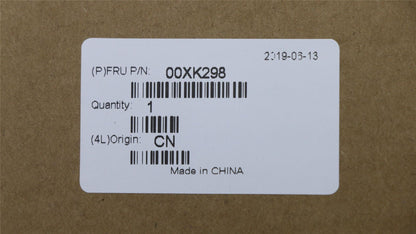 2019-06-13
(P)FRU P/N: 00XK298
Quantity: 1
(4L)Origin: CN
Made in CHINA